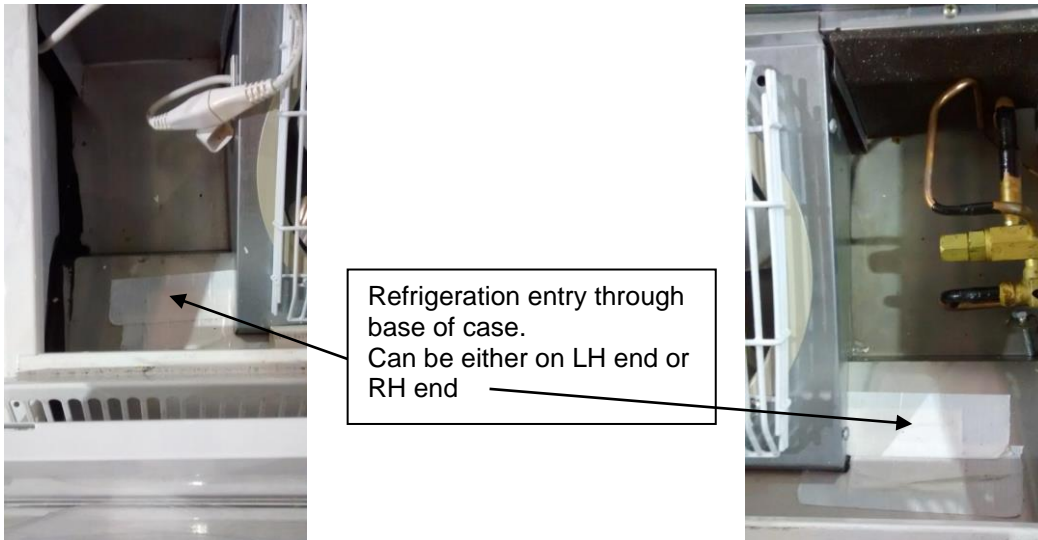 Refrigeration entry through
base of case.
Can be either on LH end or
RH end